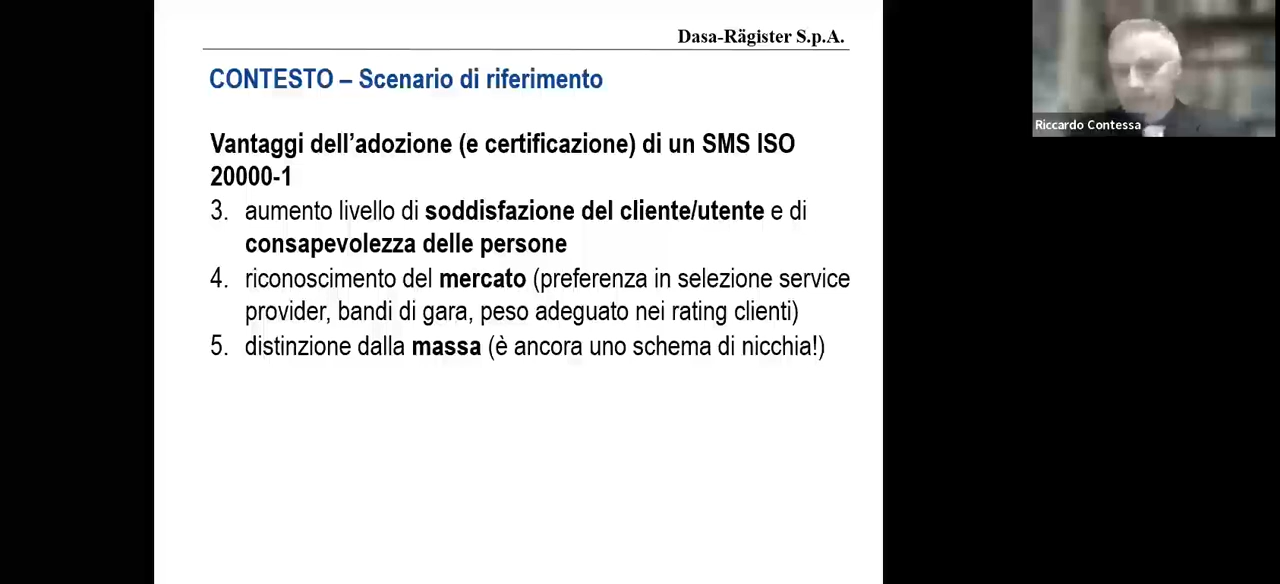 Dasa-Rägister S.p.A.
CONTESTO – Scenario di riferimento
Vantaggi dell'adozione (e certificazione) di un SMS ISO
20000-1
3. aumento livello di soddisfazione del cliente/utente e di
consapevolezza delle persone
4. riconoscimento del mercato (preferenza in selezione service
provider, bandi di gara, peso adeguato nei rating clienti)
5. distinzione dalla massa (è ancora uno schema di nicchia!)
Riccardo Contessa